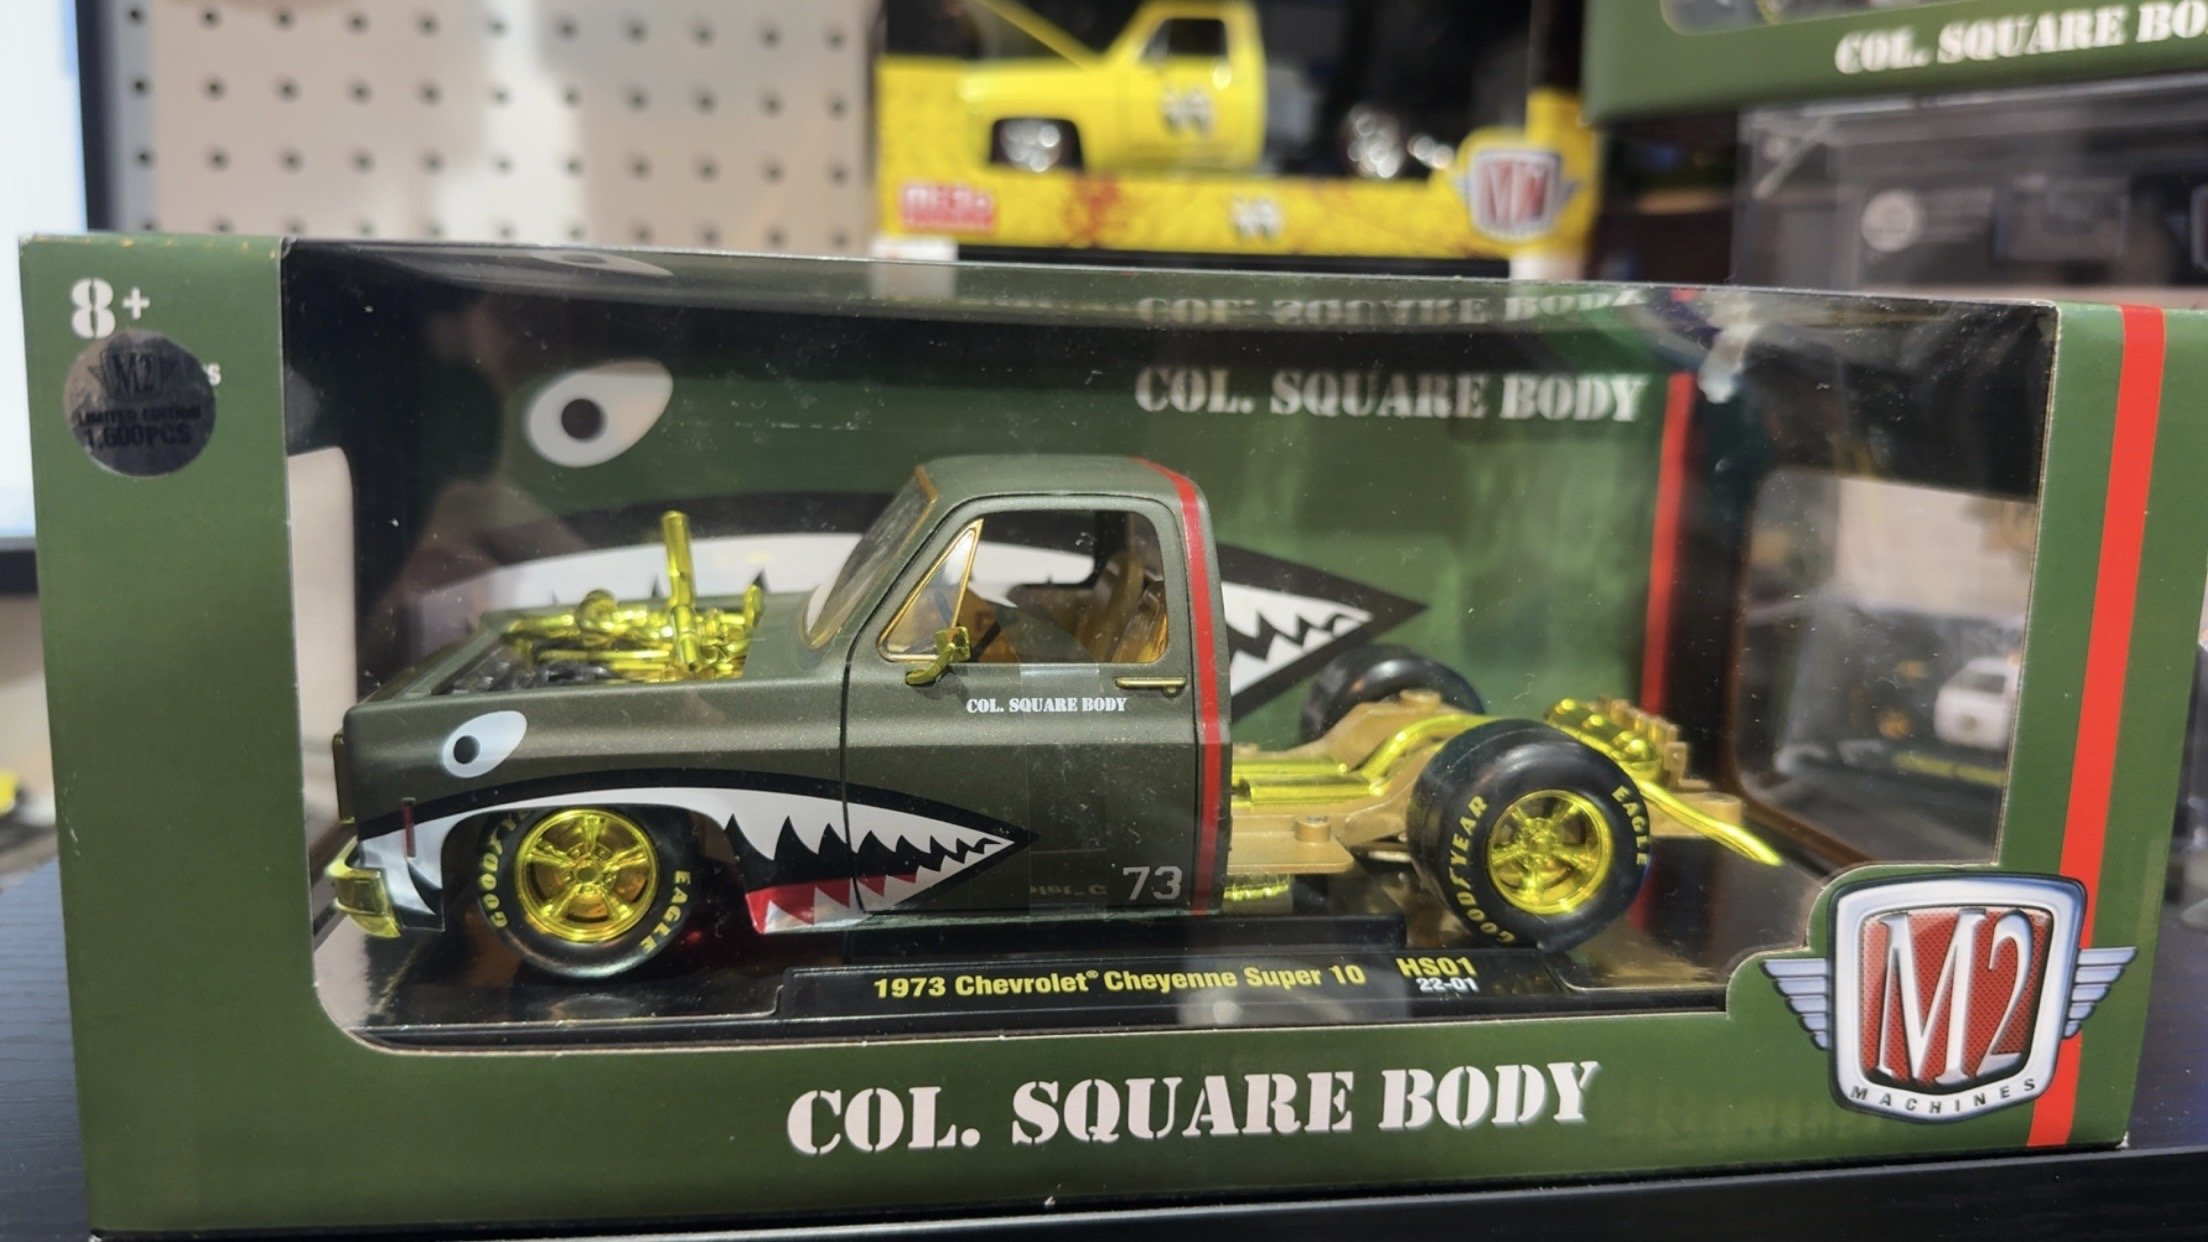 COL. SQUARE BO
M2
8+
M2
LIMITED EDITION
1,600PCS
COL. SQUARE BODY
COL. SQUARE BODY
73
GOODYEAR
EAGLE
GOODYEAR
EAGLE
1973 Chevrolet® Cheyenne Super 10
HS01
22-01
COL. SQUARE BODY
M2
MACHINES